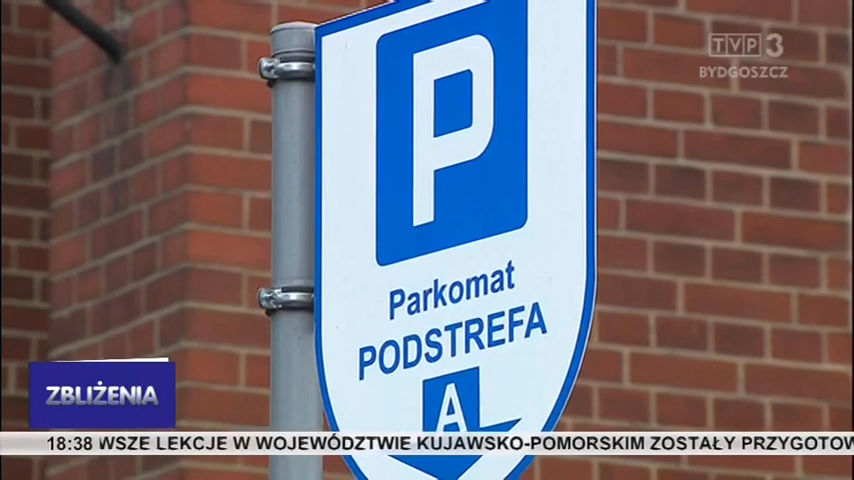 TVP3
BYDGOSZCZ
P
Parkomat
PODSTREFA
A
ZBLIŻENIA
18:38 WSZE LEKCJE W WOJEWÓDZTWIE KUJAWSKO-POMORSKIM ZOSTAŁY PRZYGOTOW